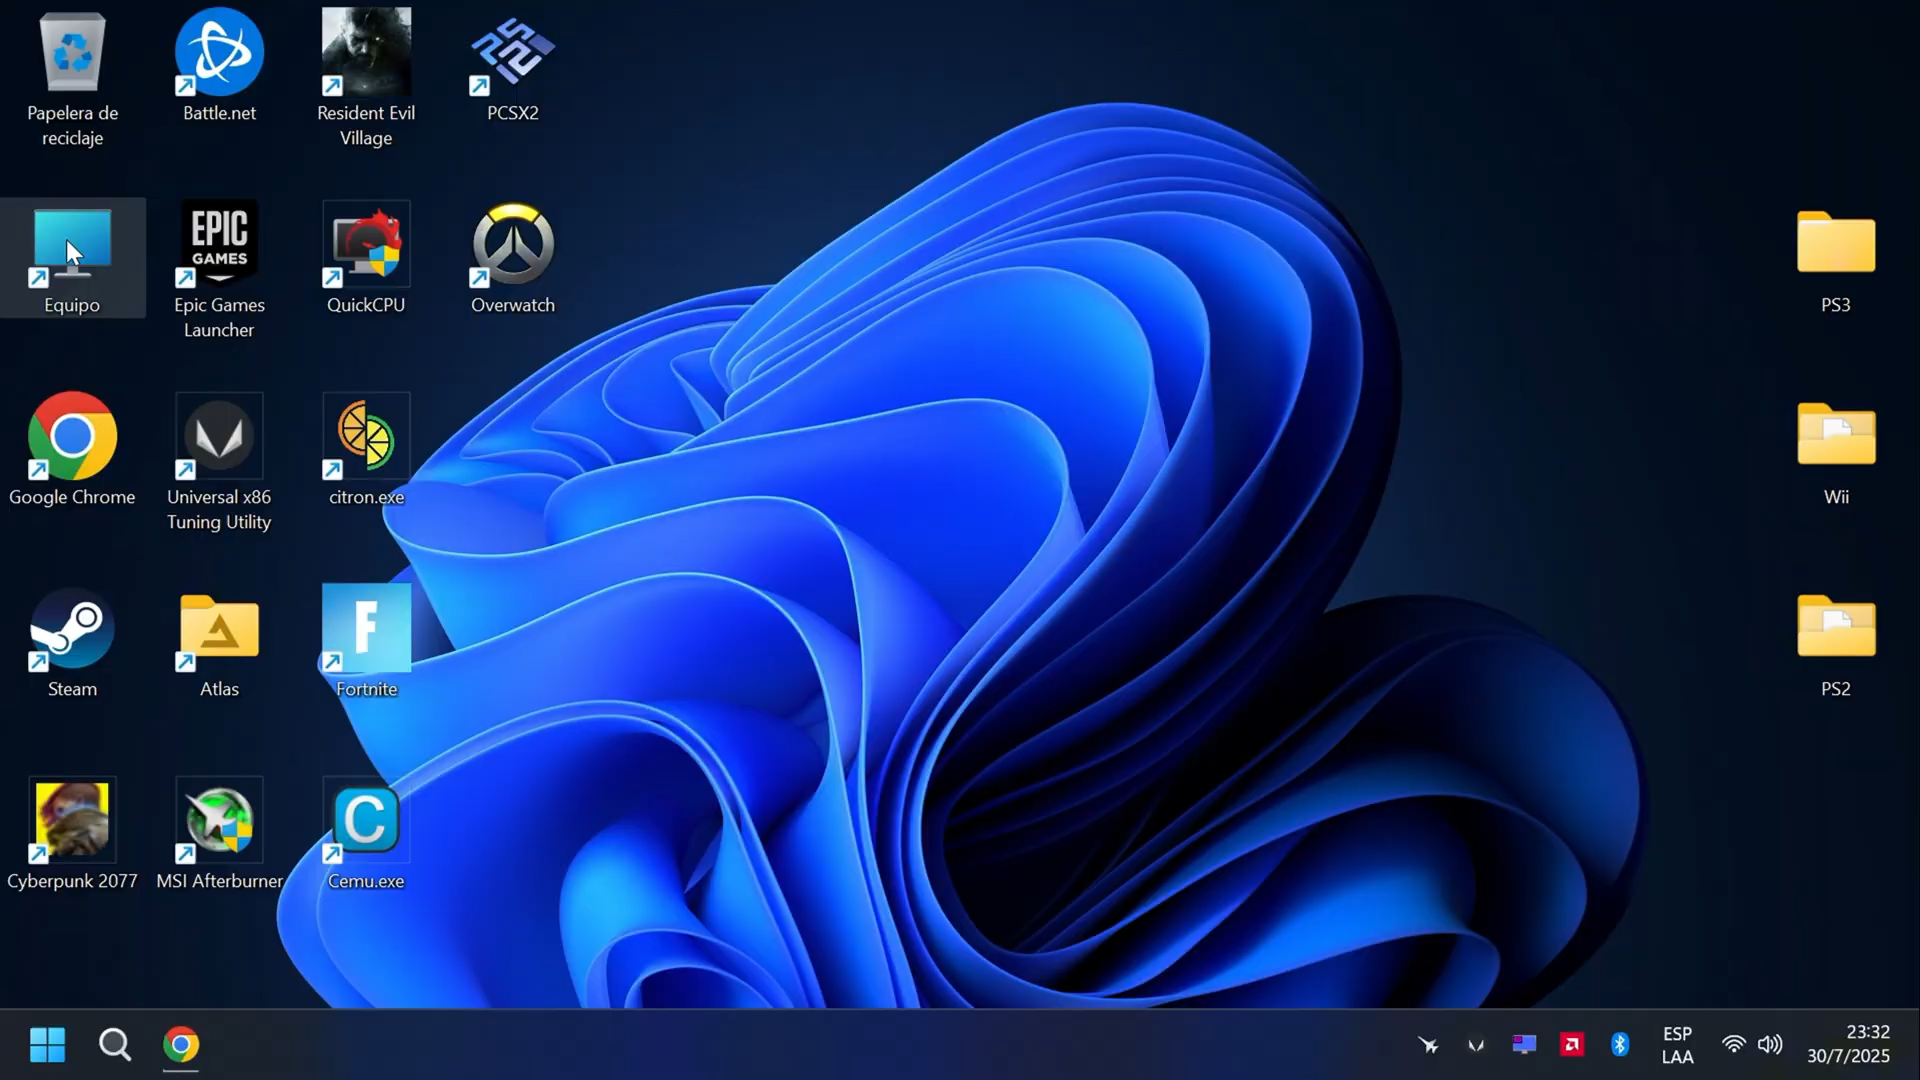 Papelera de
reciclaje
Battle.net
Resident Evil
Village
PCSX2
Equipo
EPIC
GAMES
Epic Games
Launcher
QuickCPU
Overwatch
PS3
Google Chrome
Universal x86
Tuning Utility
citron.exe
Wii
Steam
Atlas
F
Fortnite
PS2
Cyberpunk 2077
MSI Afterburner
C
Cemu.exe
ESP
LAA
23:32
30/7/2025